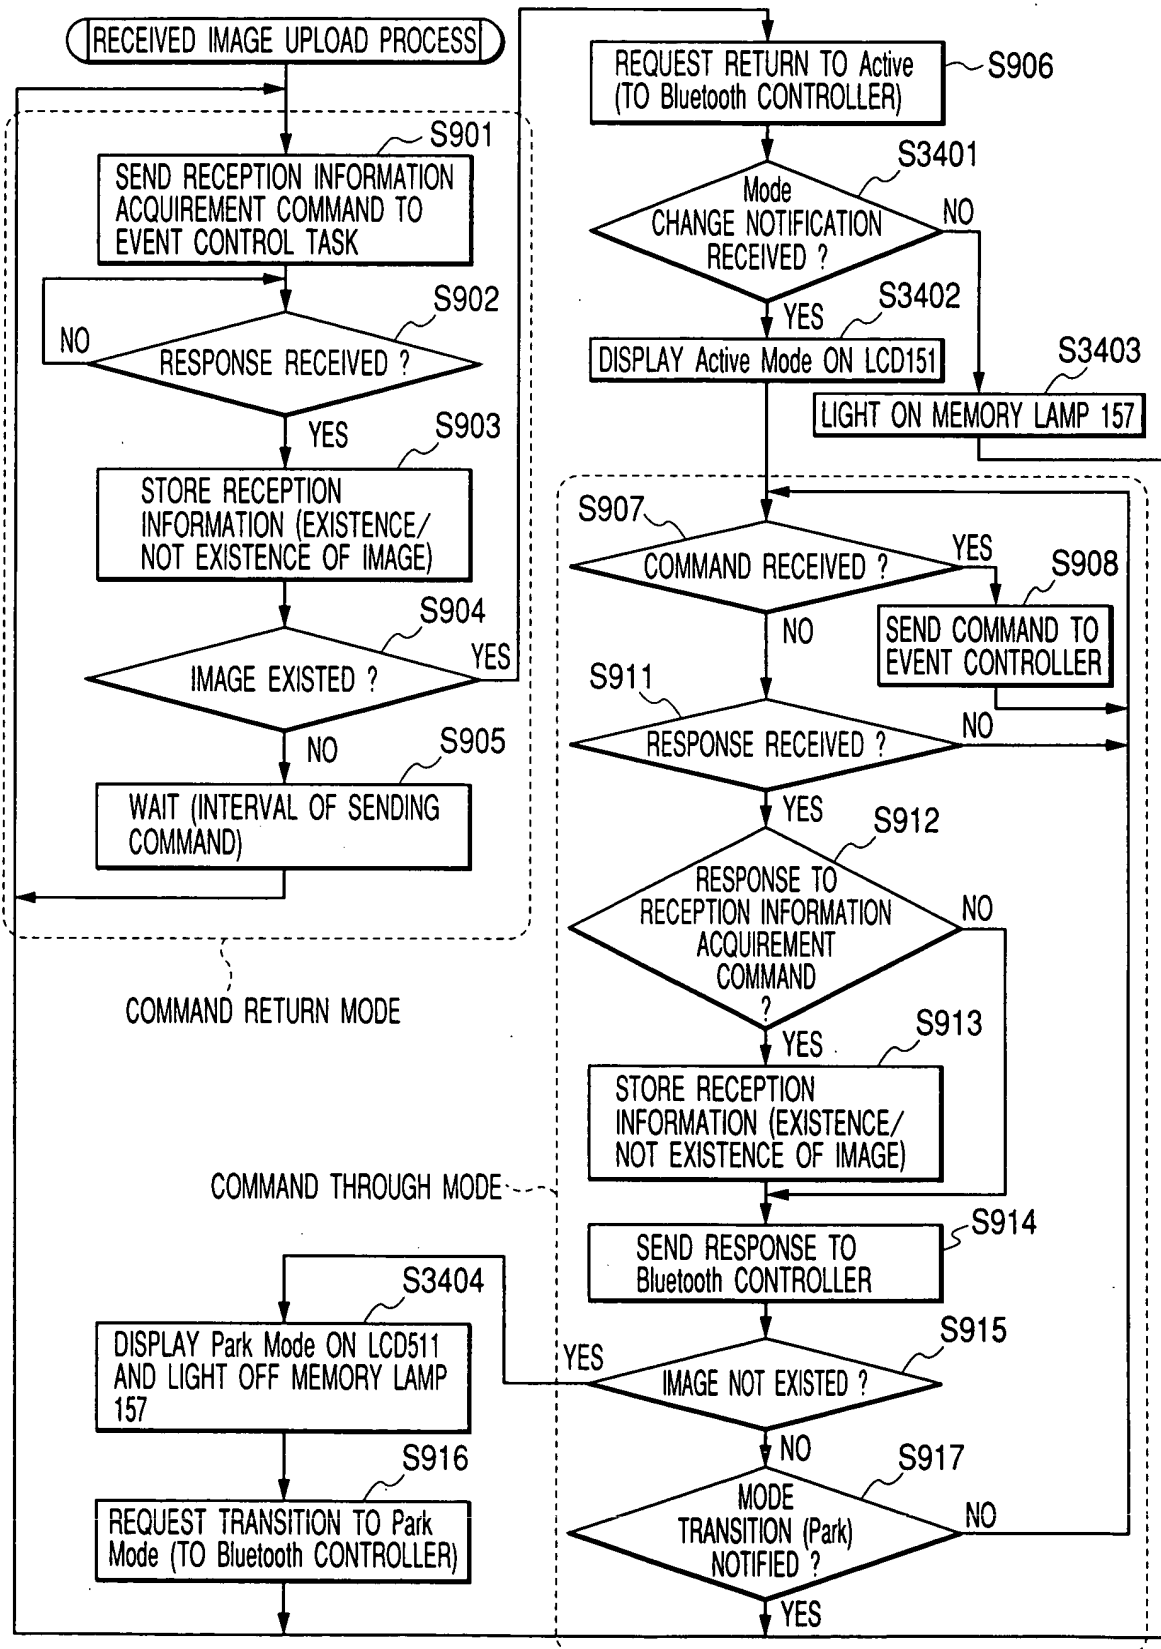 RECEIVED IMAGE UPLOAD PROCESS
S901
SEND RECEPTION INFORMATION
ACQUIREMENT COMMAND TO
EVENT CONTROL TASK
S902
NO
RESPONSE RECEIVED ?
YES
S903
STORE RECEPTION
INFORMATION (EXISTENCE/
NOT EXISTENCE OF IMAGE)
S904
IMAGE EXISTED ?
YES
NO
S905
WAIT (INTERVAL OF SENDING
COMMAND)
COMMAND RETURN MODE
REQUEST RETURN TO Active
(TO Bluetooth CONTROLLER)
S906
S3401
Mode
CHANGE NOTIFICATION
RECEIVED ?
NO
YES
S3402
DISPLAY Active Mode ON LCD151
S3403
LIGHT ON MEMORY LAMP 157
S907
COMMAND RECEIVED ?
YES
S908
SEND COMMAND TO
EVENT CONTROLLER
NO
S911
RESPONSE RECEIVED ?
NO
YES
S912
RESPONSE TO
RECEPTION INFORMATION
ACQUIREMENT
COMMAND
?
NO
YES
S913
STORE RECEPTION
INFORMATION (EXISTENCE/
NOT EXISTENCE OF IMAGE)
COMMAND THROUGH MODE
S914
SEND RESPONSE TO
Bluetooth CONTROLLER
S915
IMAGE NOT EXISTED ?
YES
NO
S3404
DISPLAY Park Mode ON LCD511
AND LIGHT OFF MEMORY LAMP
157
S916
REQUEST TRANSITION TO Park
Mode (TO Bluetooth CONTROLLER)
S917
MODE
TRANSITION (Park)
NOTIFIED ?
NO
YES